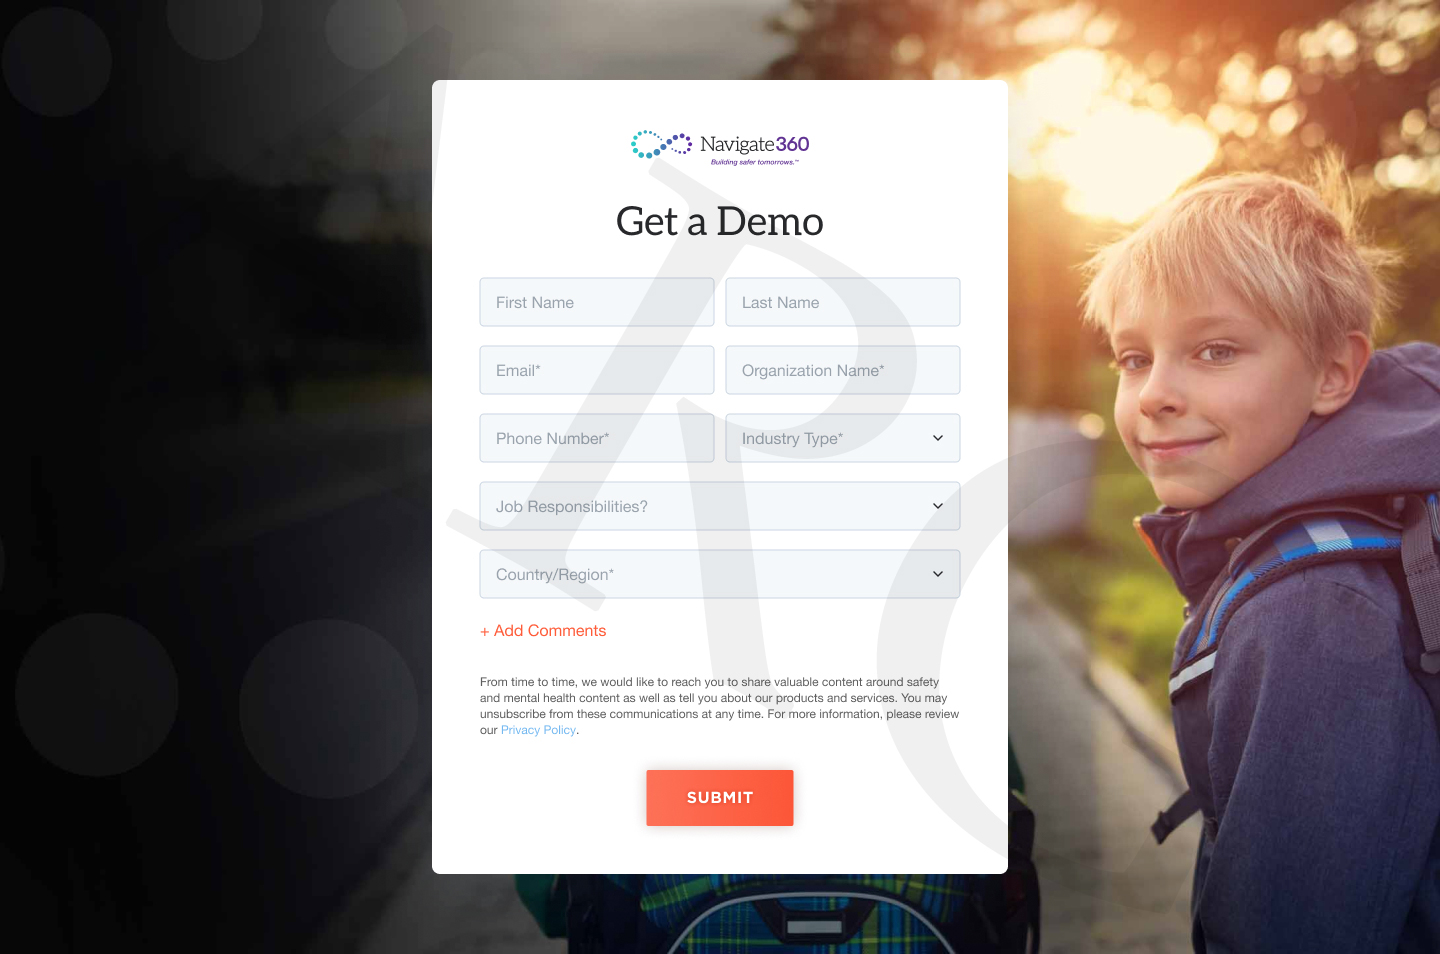 Navigate360
Building safer tomorrows.™
Get a Demo
First Name
Last Name
Email*
Organization Name*
Phone Number*
Industry Type*
Job Responsibilities?
Country/Region*
+ Add Comments
From time to time, we would like to reach you to share valuable content around safety
and mental health content as well as tell you about our products and services. You may
unsubscribe from these communications at any time. For more information, please review
our Privacy Policy.
SUBMIT